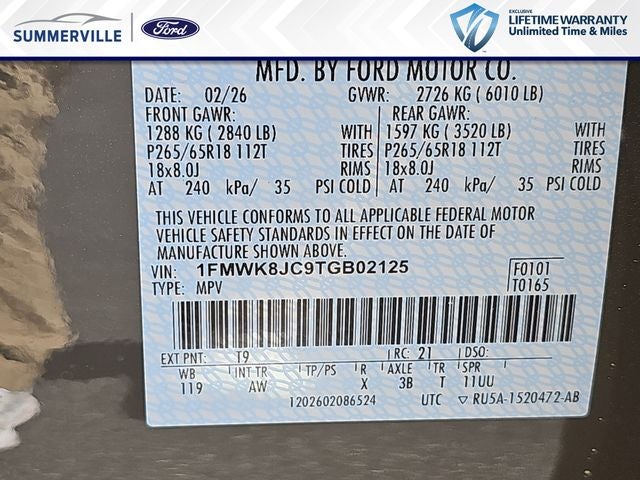 SUMMERVILLE
Ford
EXCLUSIVE
LIFETIME WARRANTY
Unlimited Time & Miles
MFD. BY FORD MOTOR CO.
DATE: 02/26 GVWR: 2726 KG ( 6010 LB)
FRONT GAWR: REAR GAWR:
1288 KG ( 2840 LB) WITH 1597 KG ( 3520 LB) WITH
P265/65R18 112T TIRES P265/65R18 112T TIRES
18x8.0J RIMS 18x8.0J RIMS
AT 240 kPa/ 35 PSI COLD AT 240 kPa/ 35 PSI COLD
THIS VEHICLE CONFORMS TO ALL APPLICABLE FEDERAL MOTOR
VEHICLE SAFETY STANDARDS IN EFFECT ON THE DATE OF
MANUFACTURE SHOWN ABOVE.
VIN: 1FMWK8JC9TGB02125 F0101
TYPE: MPV T0165
EXT PNT: T9 RC: 21 DSO:
WB INT TR TP/PS R AXLE TR SPR
119 AW X 3B T 11UU
1202602086524 UTC ▽ RU5A-1520472-AB